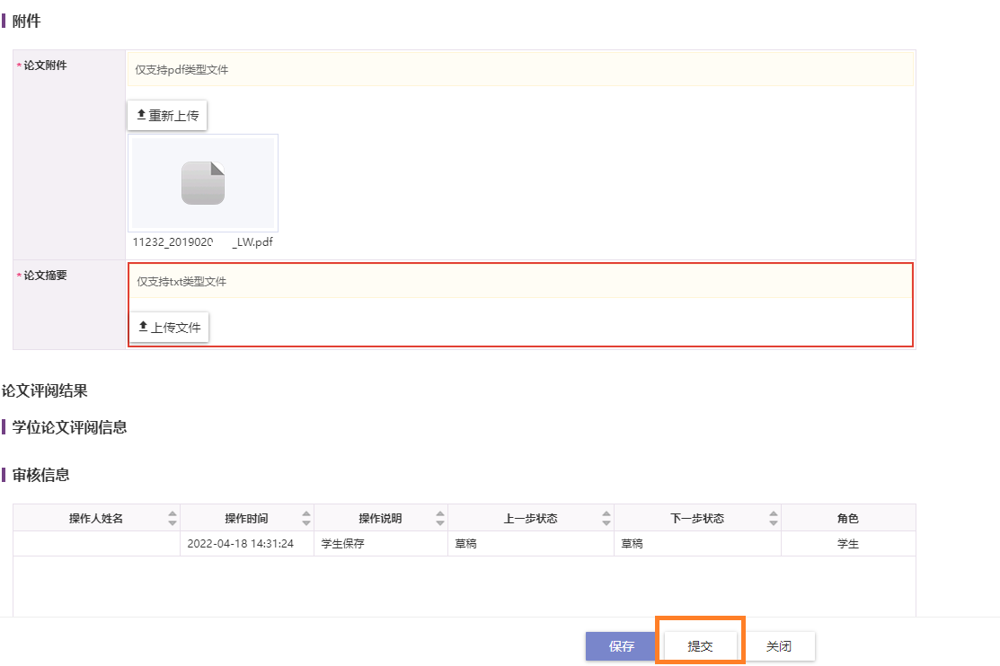 附件
*论文附件
仅支持pdf类型文件
重新上传
11232_2019020 _LW.pdf
*论文摘要
仅支持txt类型文件
上传文件
论文评阅结果
学位论文评阅信息
审核信息
操作人姓名 操作时间 操作说明 上一步状态 下一步状态 角色
2022-04-18 14:31:24 学生保存 草稿 草稿 学生
保存 提交 关闭